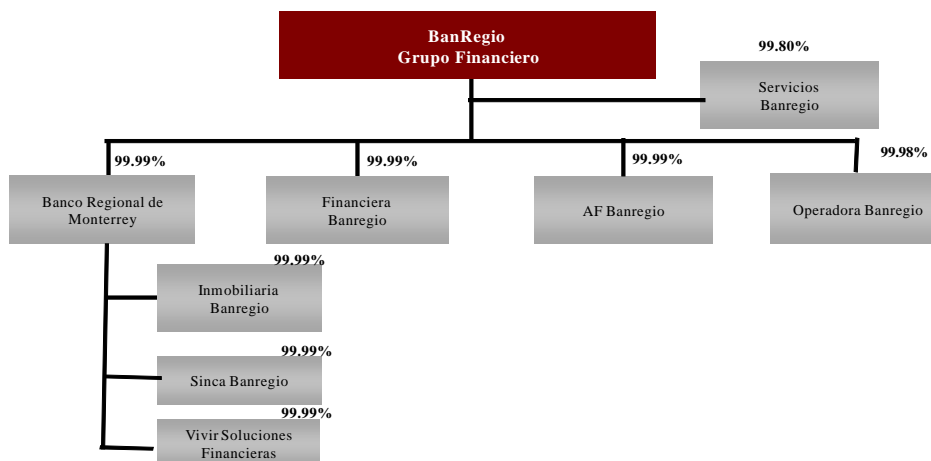 BanRegio
Grupo Financiero
99.80%
Servicios
Banregio
99.99%
99.99%
99.99%
99.98%
Banco Regional de
Monterrey
Financiera
Banregio
AF Banregio
Operadora Banregio
99.99%
Inmobiliaria
Banregio
99.99%
Sinca Banregio
99.99%
Vivir Soluciones
Financieras